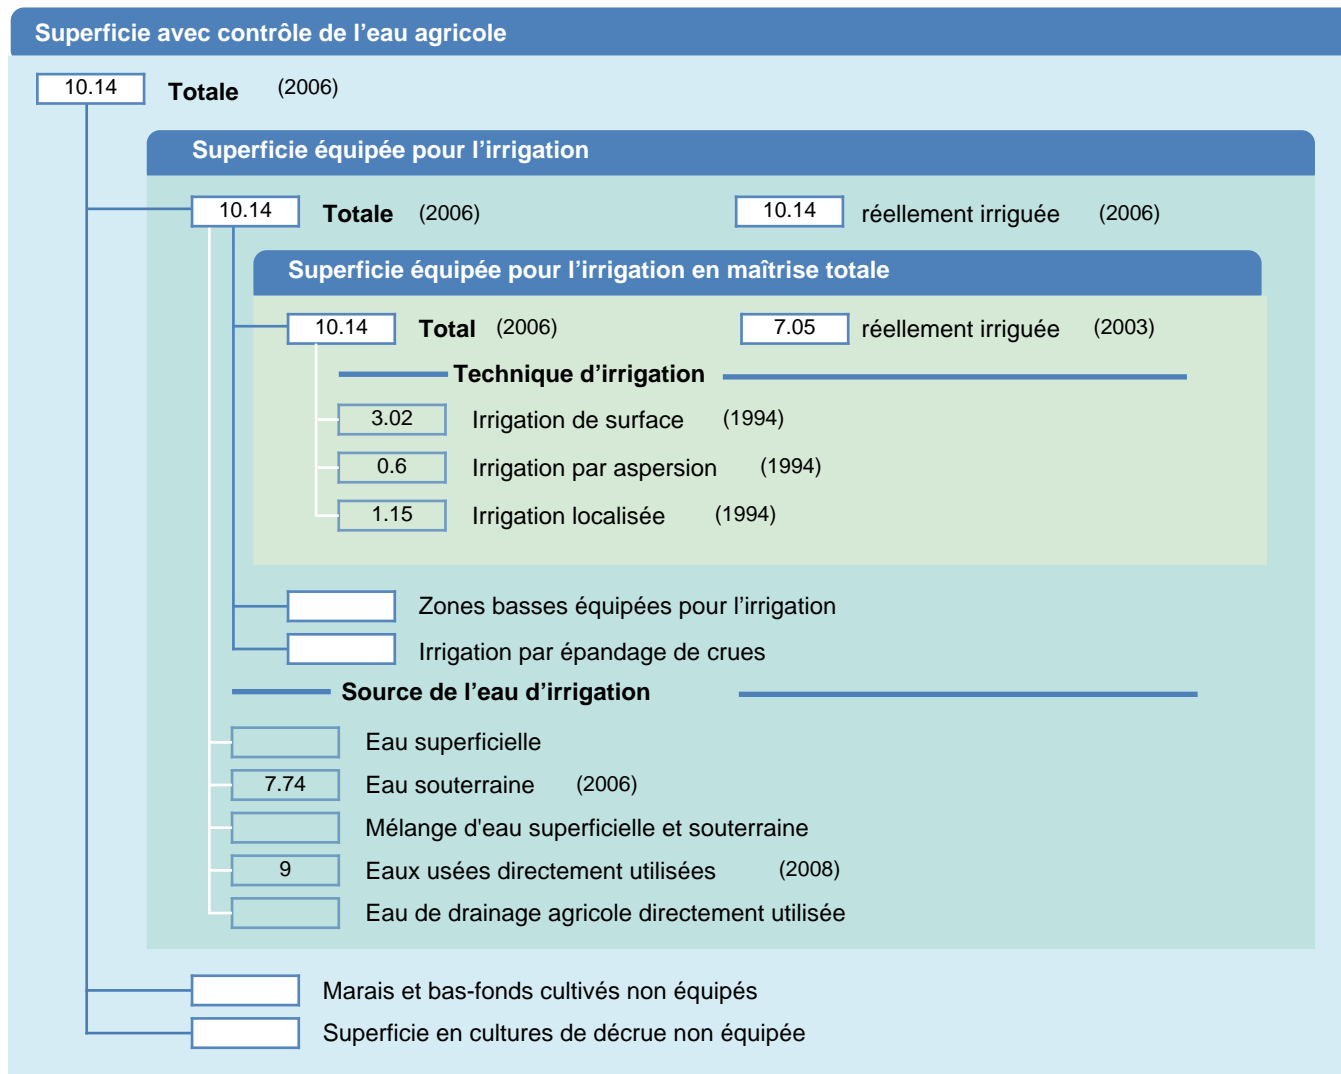 Superficie avec contrôle de l'eau agricole
10.14 Totale (2006)
Superficie équipée pour l'irrigation
10.14 Totale (2006) 10.14 réellement irriguée (2006)
Superficie équipée pour l'irrigation en maîtrise totale
10.14 Total (2006) 7.05 réellement irriguée (2003)
Technique d'irrigation
3.02 Irrigation de surface (1994)
0.6 Irrigation par aspersion (1994)
1.15 Irrigation localisée (1994)
Zones basses équipées pour l'irrigation
Irrigation par épandage de crues
Source de l'eau d'irrigation
Eau superficielle
7.74 Eau souterraine (2006)
Mélange d'eau superficielle et souterraine
9 Eaux usées directement utilisées (2008)
Eau de drainage agricole directement utilisée
Marais et bas-fonds cultivés non équipés
Superficie en cultures de décrue non équipée